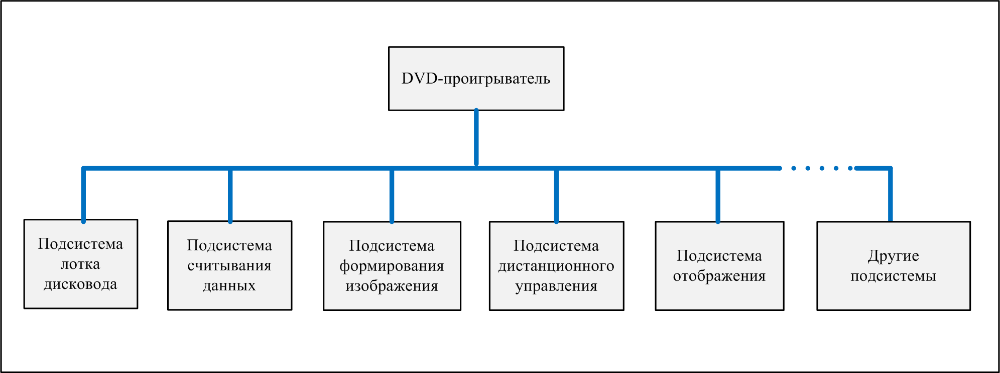 DVD-проигрыватель
Подсистема
лотка
дисковода
Подсистема
считывания
данных
Подсистема
формирования
изображения
Подсистема
дистанционного
управления
Подсистема
отображения
Другие
подсистемы